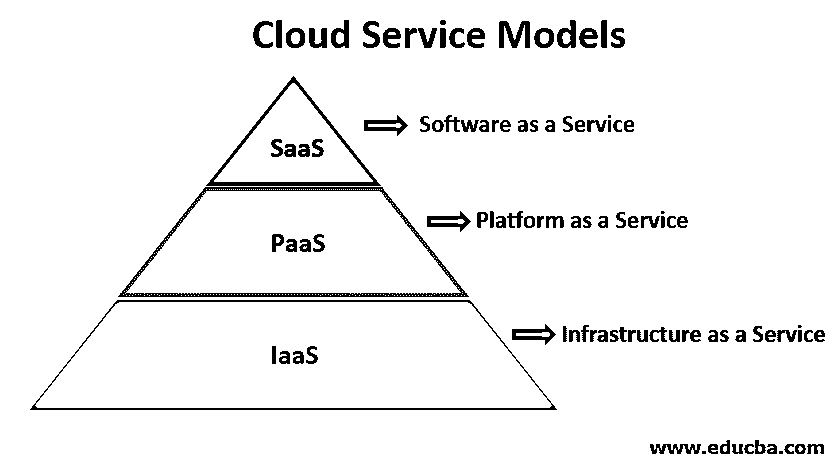 Cloud Service Models
SaaS
Software as a Service
PaaS
Platform as a Service
IaaS
Infrastructure as a Service
www.educba.com